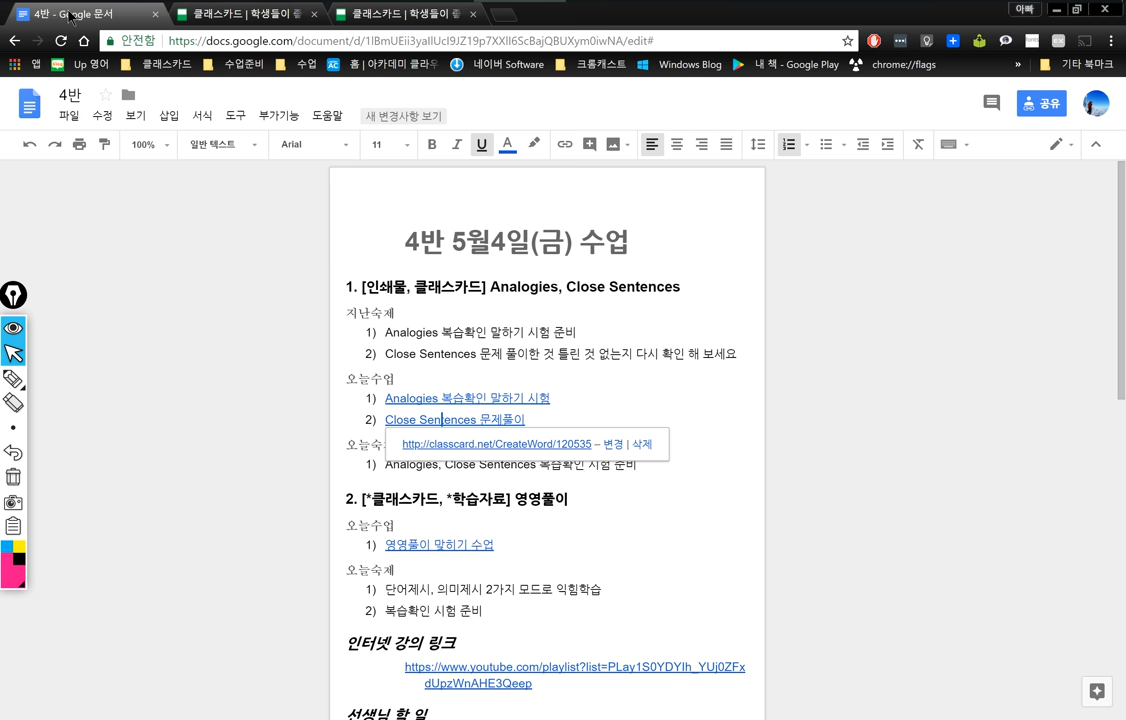 4반 - Google 문서
클래스카드 | 학생들이 좋
클래스카드 | 학생들이 좋
아빠
안전함
https://docs.google.com/document/d/1IBmUEii3yaIlUcl9JZ19p7XXlI6ScBajQBUXym0iwNA/edit#
앱
Up 영어
클래스카드
수업준비
수업
홈 | 아카데미 클라우
네이버 Software
크롬캐스트
Windows Blog
내 책 - Google Play
chrome://flags
»
기타 북마크
4반
파일 수정 보기 삽입 서식 도구 부가기능 도움말 새 변경사항 보기
공유
100% 일반 텍스트 Arial 11 B I U A
4반 5월4일(금) 수업
1. [인쇄물, 클래스카드] Analogies, Close Sentences
지난숙제
1) Analogies 복습확인 말하기 시험 준비
2) Close Sentences 문제 풀이한 것 틀린 것 없는지 다시 확인 해 보세요
오늘수업
1) Analogies 복습확인 말하기 시험
2) Close Sentences 문제풀이
http://classcard.net/CreateWord/120535 – 변경 | 삭제
오늘숙
1) Analogies, Close Sentences 복습확인 시험 준비
2. [*클래스카드, *학습자료] 영영풀이
오늘수업
1) 영영풀이 맞히기 수업
오늘숙제
1) 단어제시, 의미제시 2가지 모드로 익힘학습
2) 복습확인 시험 준비
인터넷 강의 링크
https://www.youtube.com/playlist?list=PLay1S0YDYIh_YUj0ZFx
dUpzWnAHE3Qeep
선생님 할 일